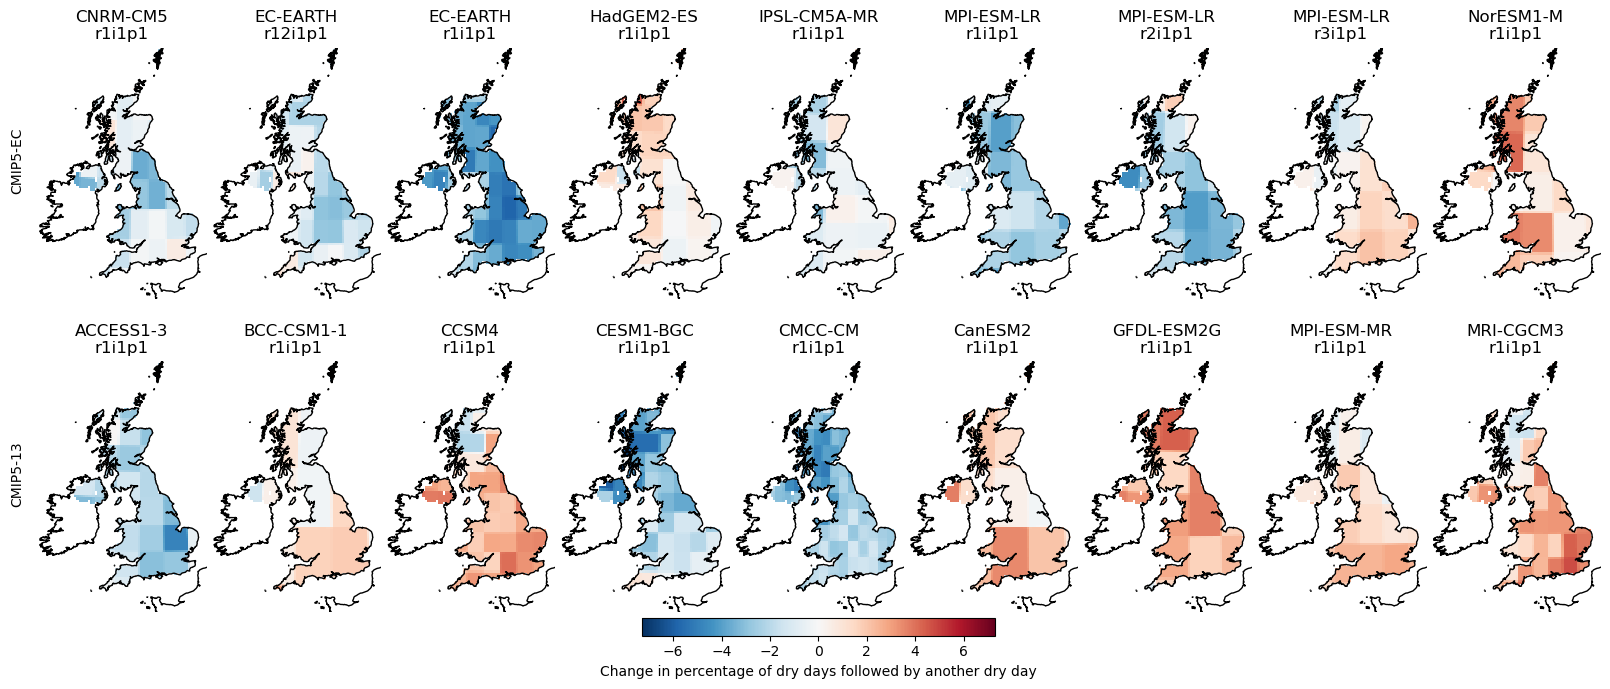 CNRM-CM5
r1i1p1
EC-EARTH
r12i1p1
EC-EARTH
r1i1p1
HadGEM2-ES
r1i1p1
IPSL-CM5A-MR
r1i1p1
MPI-ESM-LR
r1i1p1
MPI-ESM-LR
r2i1p1
MPI-ESM-LR
r3i1p1
NorESM1-M
r1i1p1
CMIP5-EC
ACCESS1-3
r1i1p1
BCC-CSM1-1
r1i1p1
CCSM4
r1i1p1
CESM1-BGC
r1i1p1
CMCC-CM
r1i1p1
CanESM2
r1i1p1
GFDL-ESM2G
r1i1p1
MPI-ESM-MR
r1i1p1
MRI-CGCM3
r1i1p1
CMIP5-13
−6 −4 −2 0 2 4 6
Change in percentage of dry days followed by another dry day